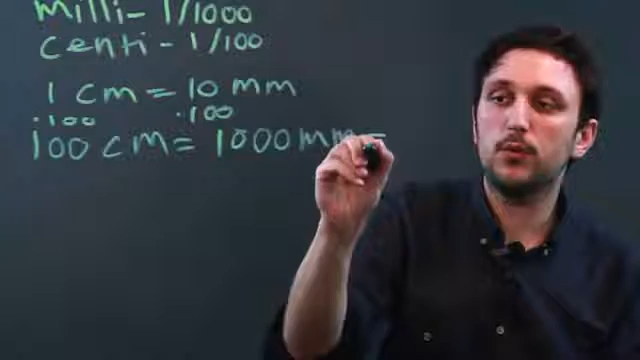 milli - 1/1000
centi - 1/100
1 cm = 10 mm
·100 ·100
100 cm = 1000 mm =